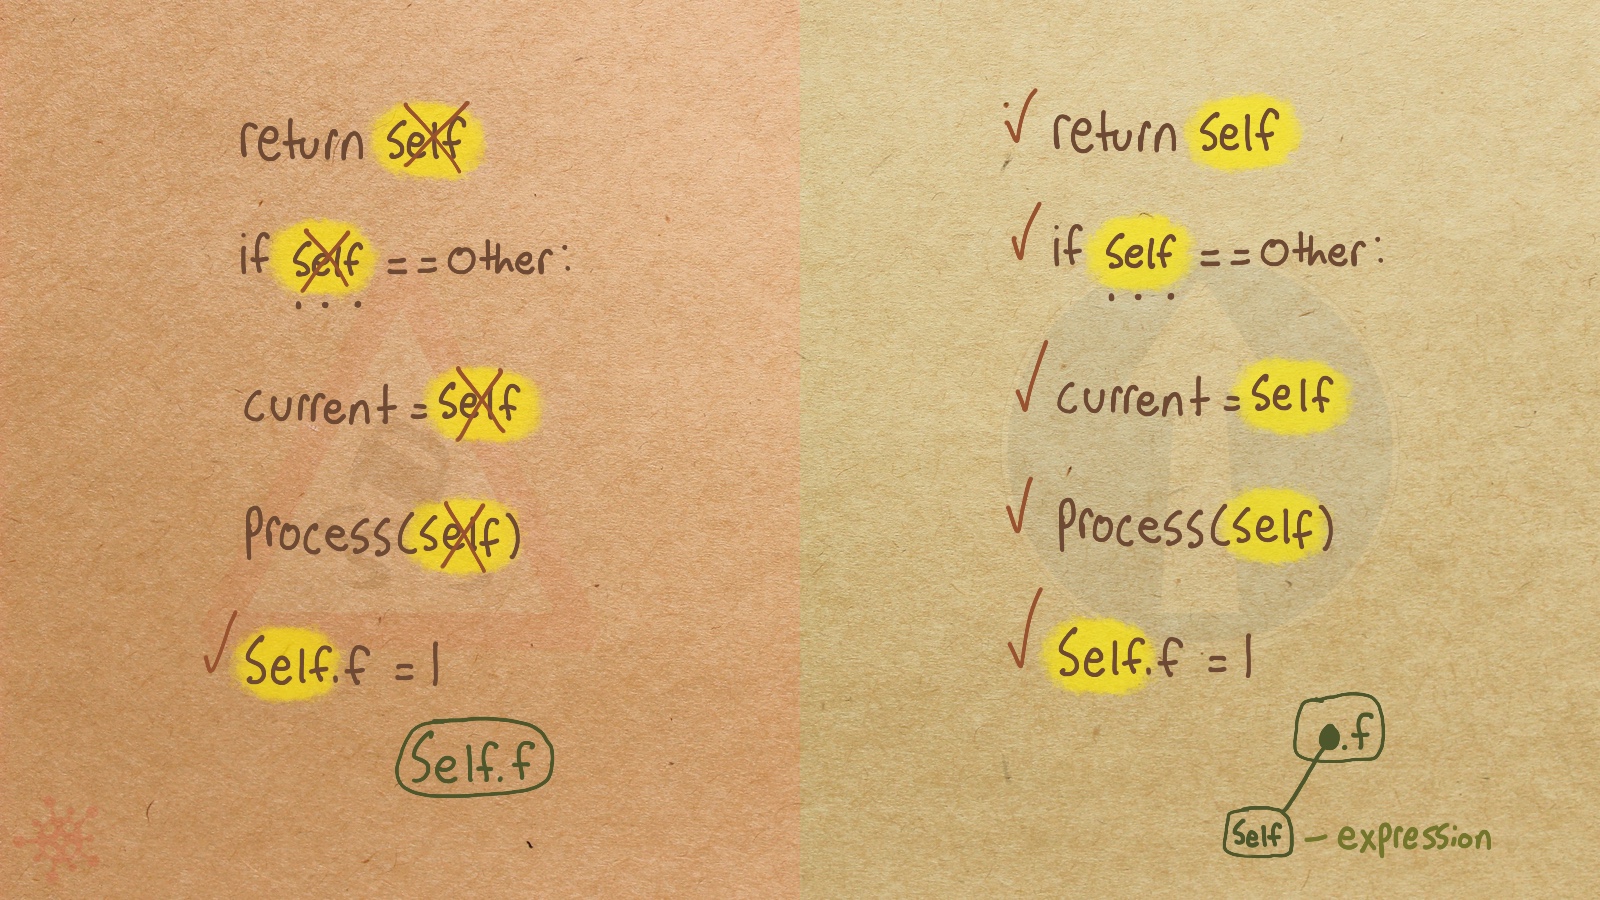 return self
if self == other:
...
current = self
Process(self)
Self.f = 1
Self.f
return self
if self == other:
...
current = self
Process(self)
Self.f = 1
.f
Self – expression